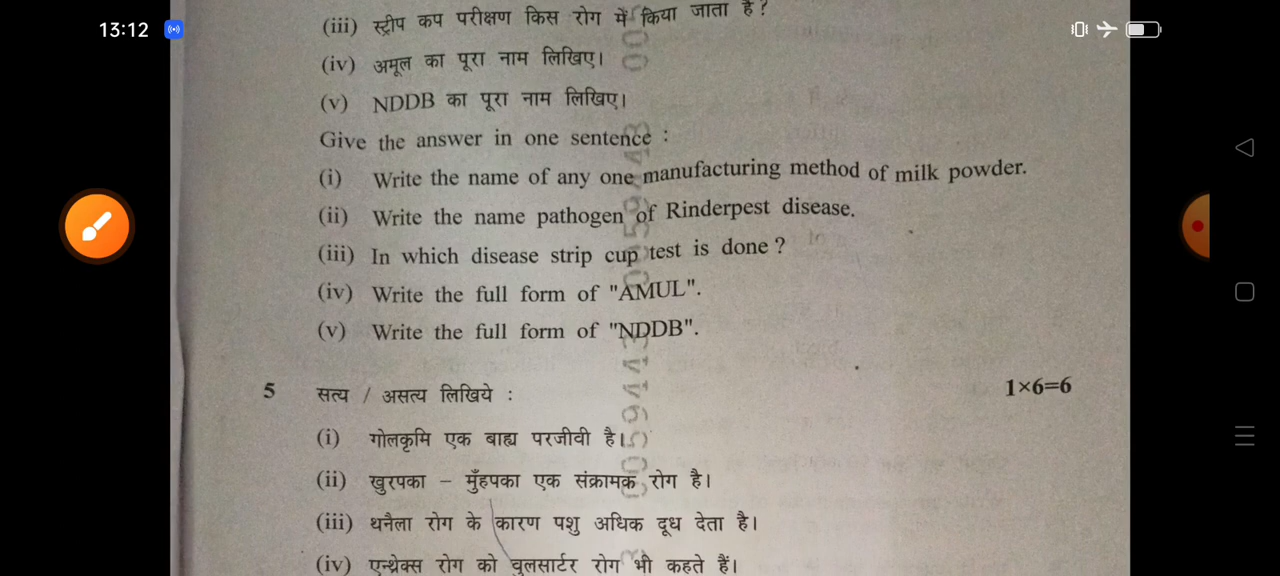 13:12
(iii) स्ट्रीप कप परीक्षण किस रोग में किया जाता है?
(iv) अमूल का पूरा नाम लिखिए।
(v) NDDB का पूरा नाम लिखिए।
Give the answer in one sentence :
(i) Write the name of any one manufacturing method of milk powder.
(ii) Write the name pathogen of Rinderpest disease.
(iii) In which disease strip cup test is done ?
(iv) Write the full form of "AMUL".
(v) Write the full form of "NDDB".
5 सत्य / असत्य लिखिये : 1×6=6
(i) गोलकृमि एक बाह्य परजीवी है।
(ii) खुरपका – मुँहपका एक संक्रामक रोग है।
(iii) थनैला रोग के कारण पशु अधिक दूध देता है।
(iv) एन्थ्रेक्स रोग को वूलसार्टर रोग भी कहते हैं।